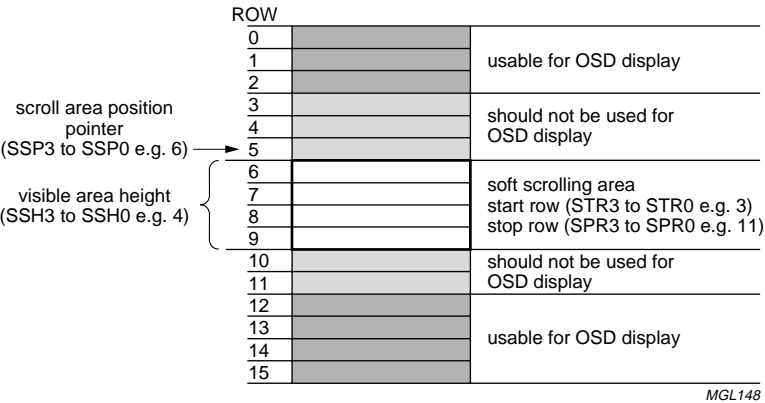 ROW
0
1
2
usable for OSD display
3
4
5
should not be used for
OSD display
scroll area position
pointer
(SSP3 to SSP0 e.g. 6)
6
7
8
9
visible area height
(SSH3 to SSH0 e.g. 4)
soft scrolling area
start row (STR3 to STR0 e.g. 3)
stop row (SPR3 to SPR0 e.g. 11)
10
11
should not be used for
OSD display
12
13
14
15
usable for OSD display
MGL148